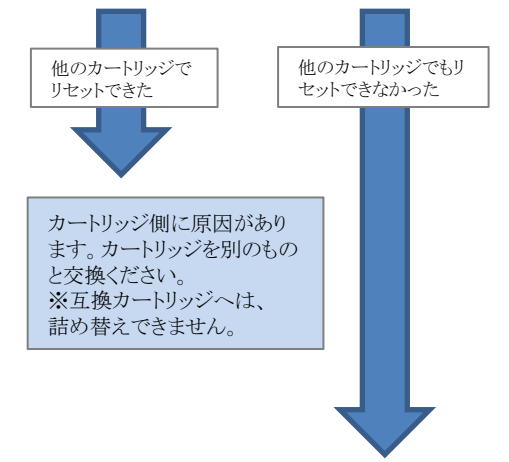 他のカートリッジで
リセットできた
他のカートリッジでもリ
セットできなかった
カートリッジ側に原因があり
ます。カートリッジを別のもの
と交換ください。
※互換カートリッジへは、
詰め替えできません。